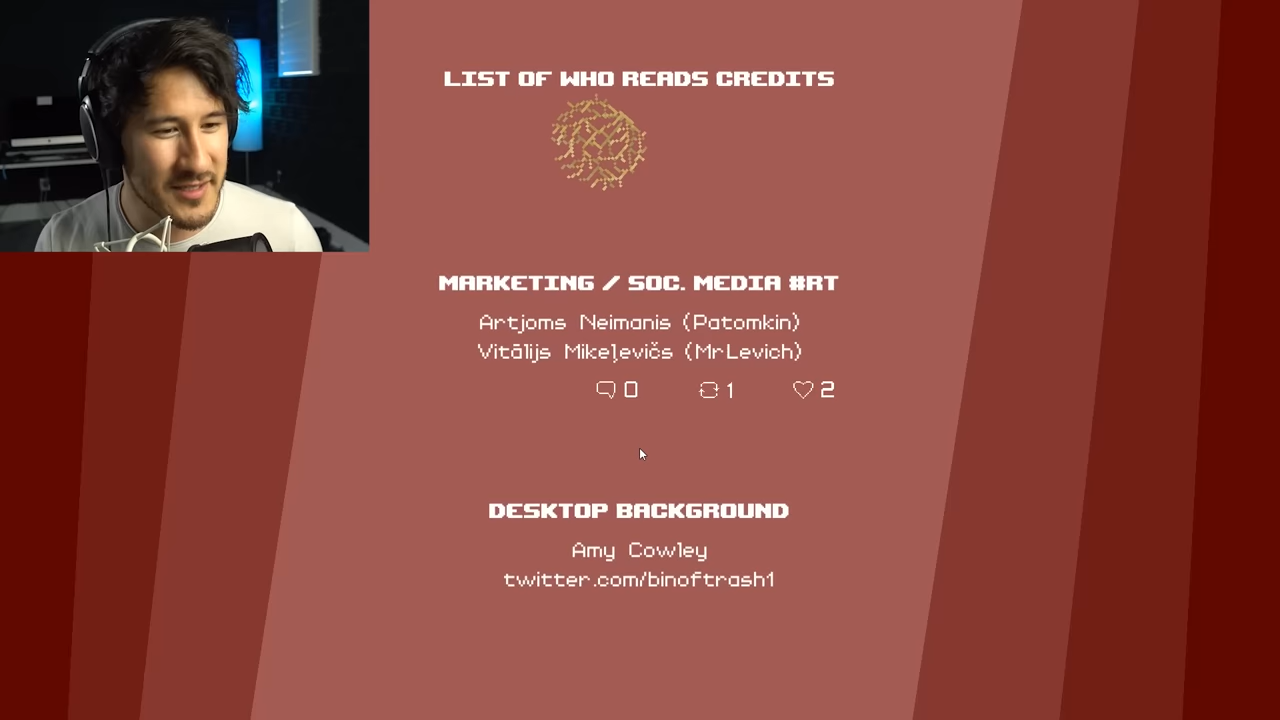 LIST OF WHO READS CREDITS
MARKETING / SOC. MEDIA #RT
Artjoms Neimanis (Patomkin)
Vitālijs Mikeļevičs (MrLevich)
0 1 2
DESKTOP BACKGROUND
Amy Cowley
twitter.com/binoftrash1